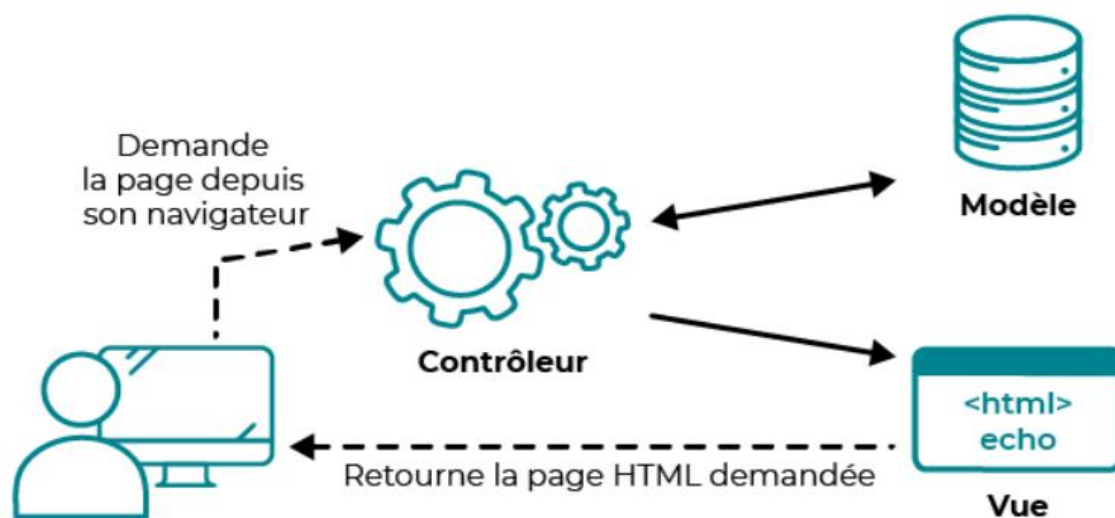 Demande
la page depuis
son navigateur
Modèle
Contrôleur
<html>
echo
Retourne la page HTML demandée
Vue